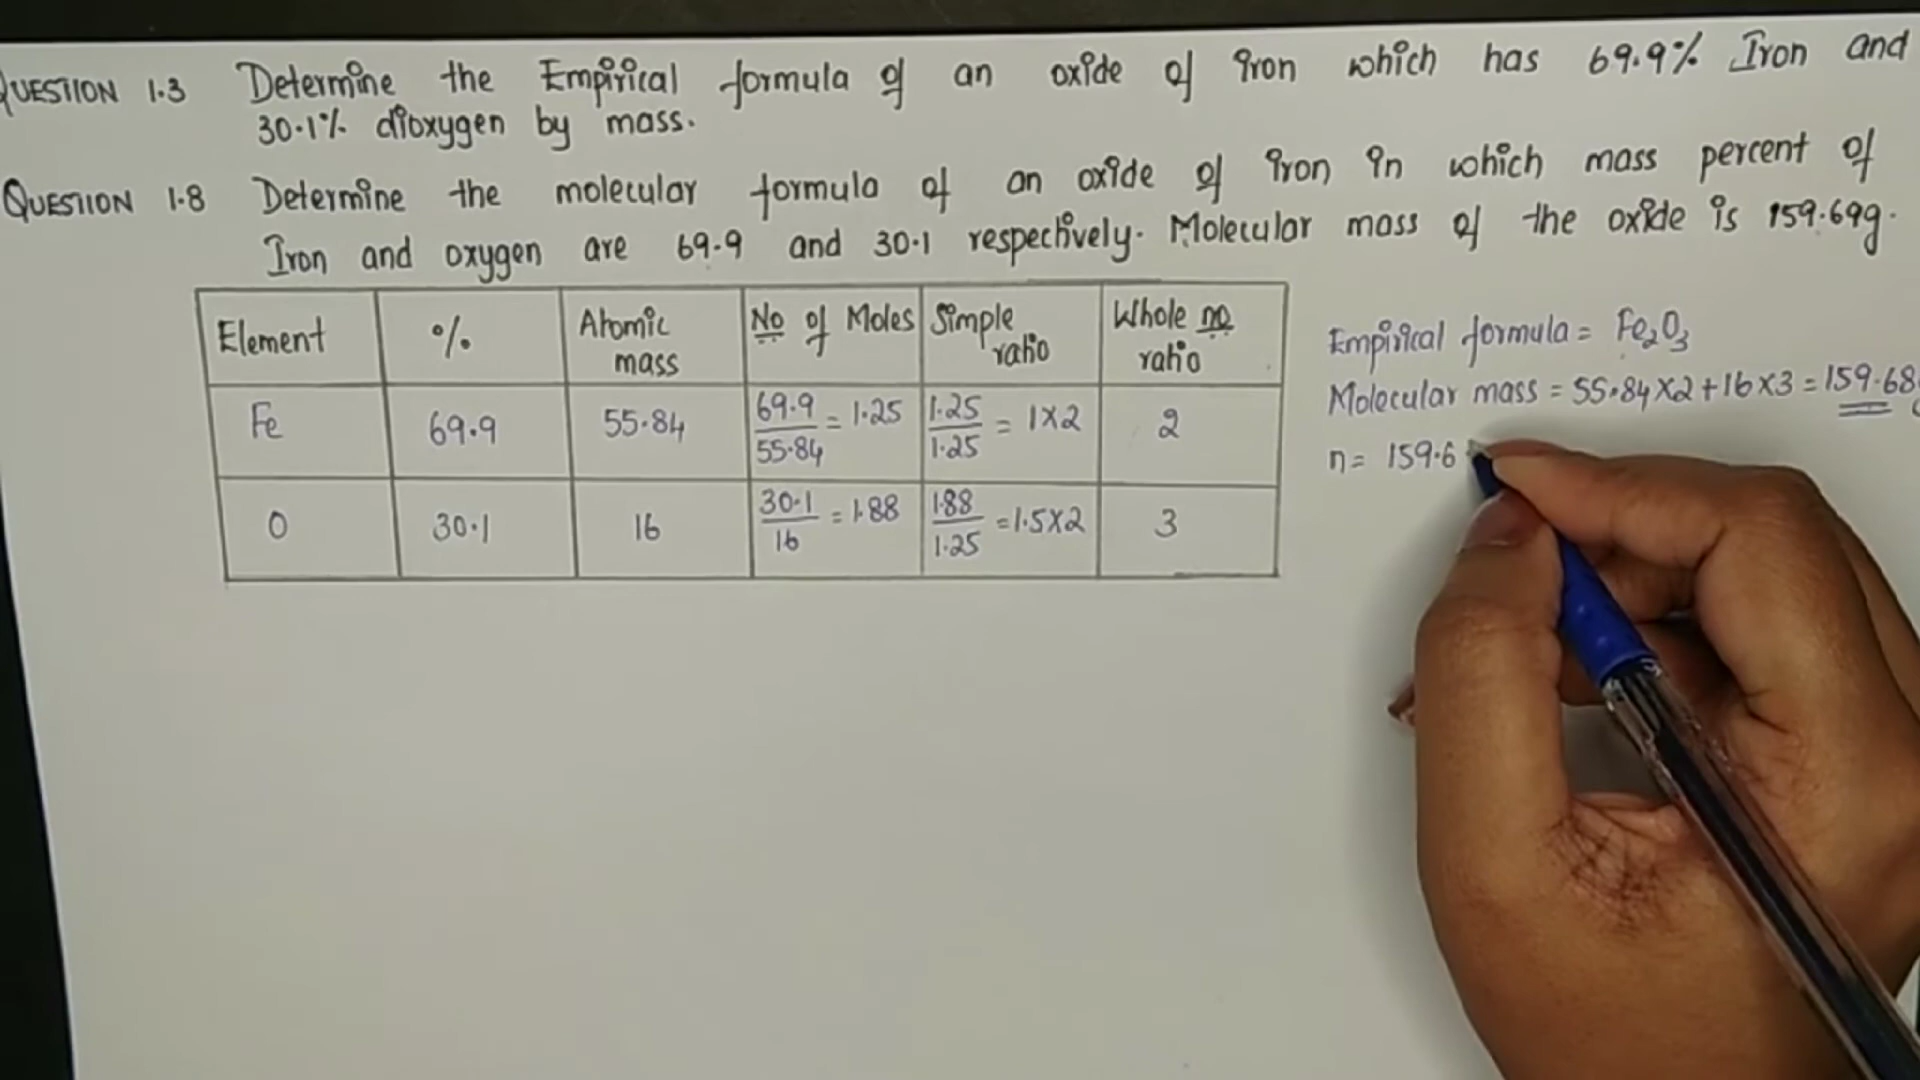 QUESTION 1.3 Determine the Empirical formula of an oxide of iron which has 69.9% Iron and
30.1% dioxygen by mass.
QUESTION 1.8 Determine the molecular formula of an oxide of iron in which mass percent of
Iron and oxygen are 69.9 and 30.1 respectively. Molecular mass of the oxide is 159.69g.
Element % Atomic mass No of Moles Simple ratio Whole no ratio
Fe 69.9 55.84 69.9/55.84 = 1.25 1.25/1.25 = 1×2 2
O 30.1 16 30.1/16 = 1.88 1.88/1.25 = 1.5×2 3
Empirical formula = Fe₂O₃
Molecular mass = 55.84×2+16×3 = 159.68
n = 159.6